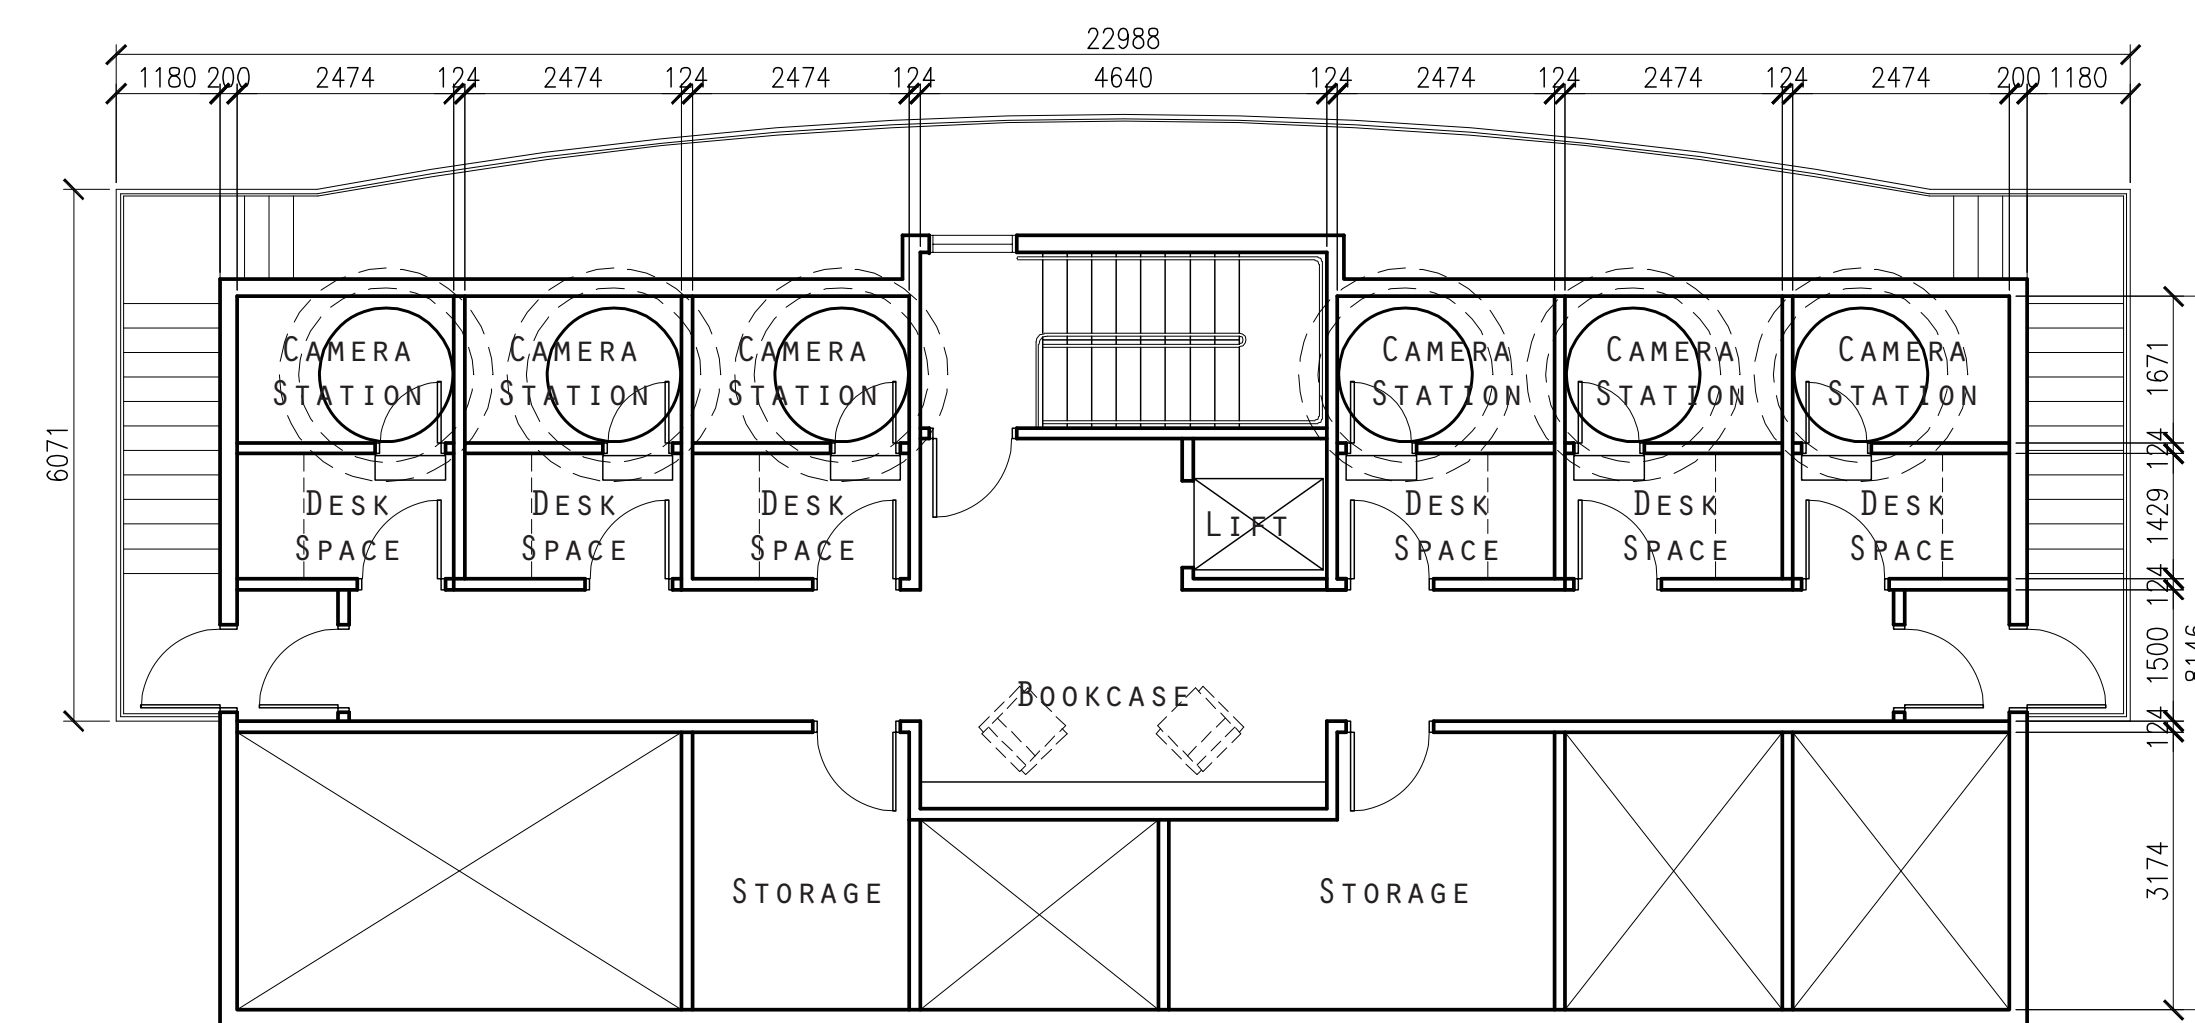 22988
1180 200 2474 124 2474 124 2474 124 4640 124 2474 124 2474 124 2474 200 1180
6071
CAMERA
STATION
CAMERA
STATION
CAMERA
STATION
CAMERA
STATION
CAMERA
STATION
CAMERA
STATION
DESK
SPACE
DESK
SPACE
DESK
SPACE
LIFT
DESK
SPACE
DESK
SPACE
DESK
SPACE
BOOKCASE
STORAGE
STORAGE
1671
124
1429
124
1500
124
3174
8146